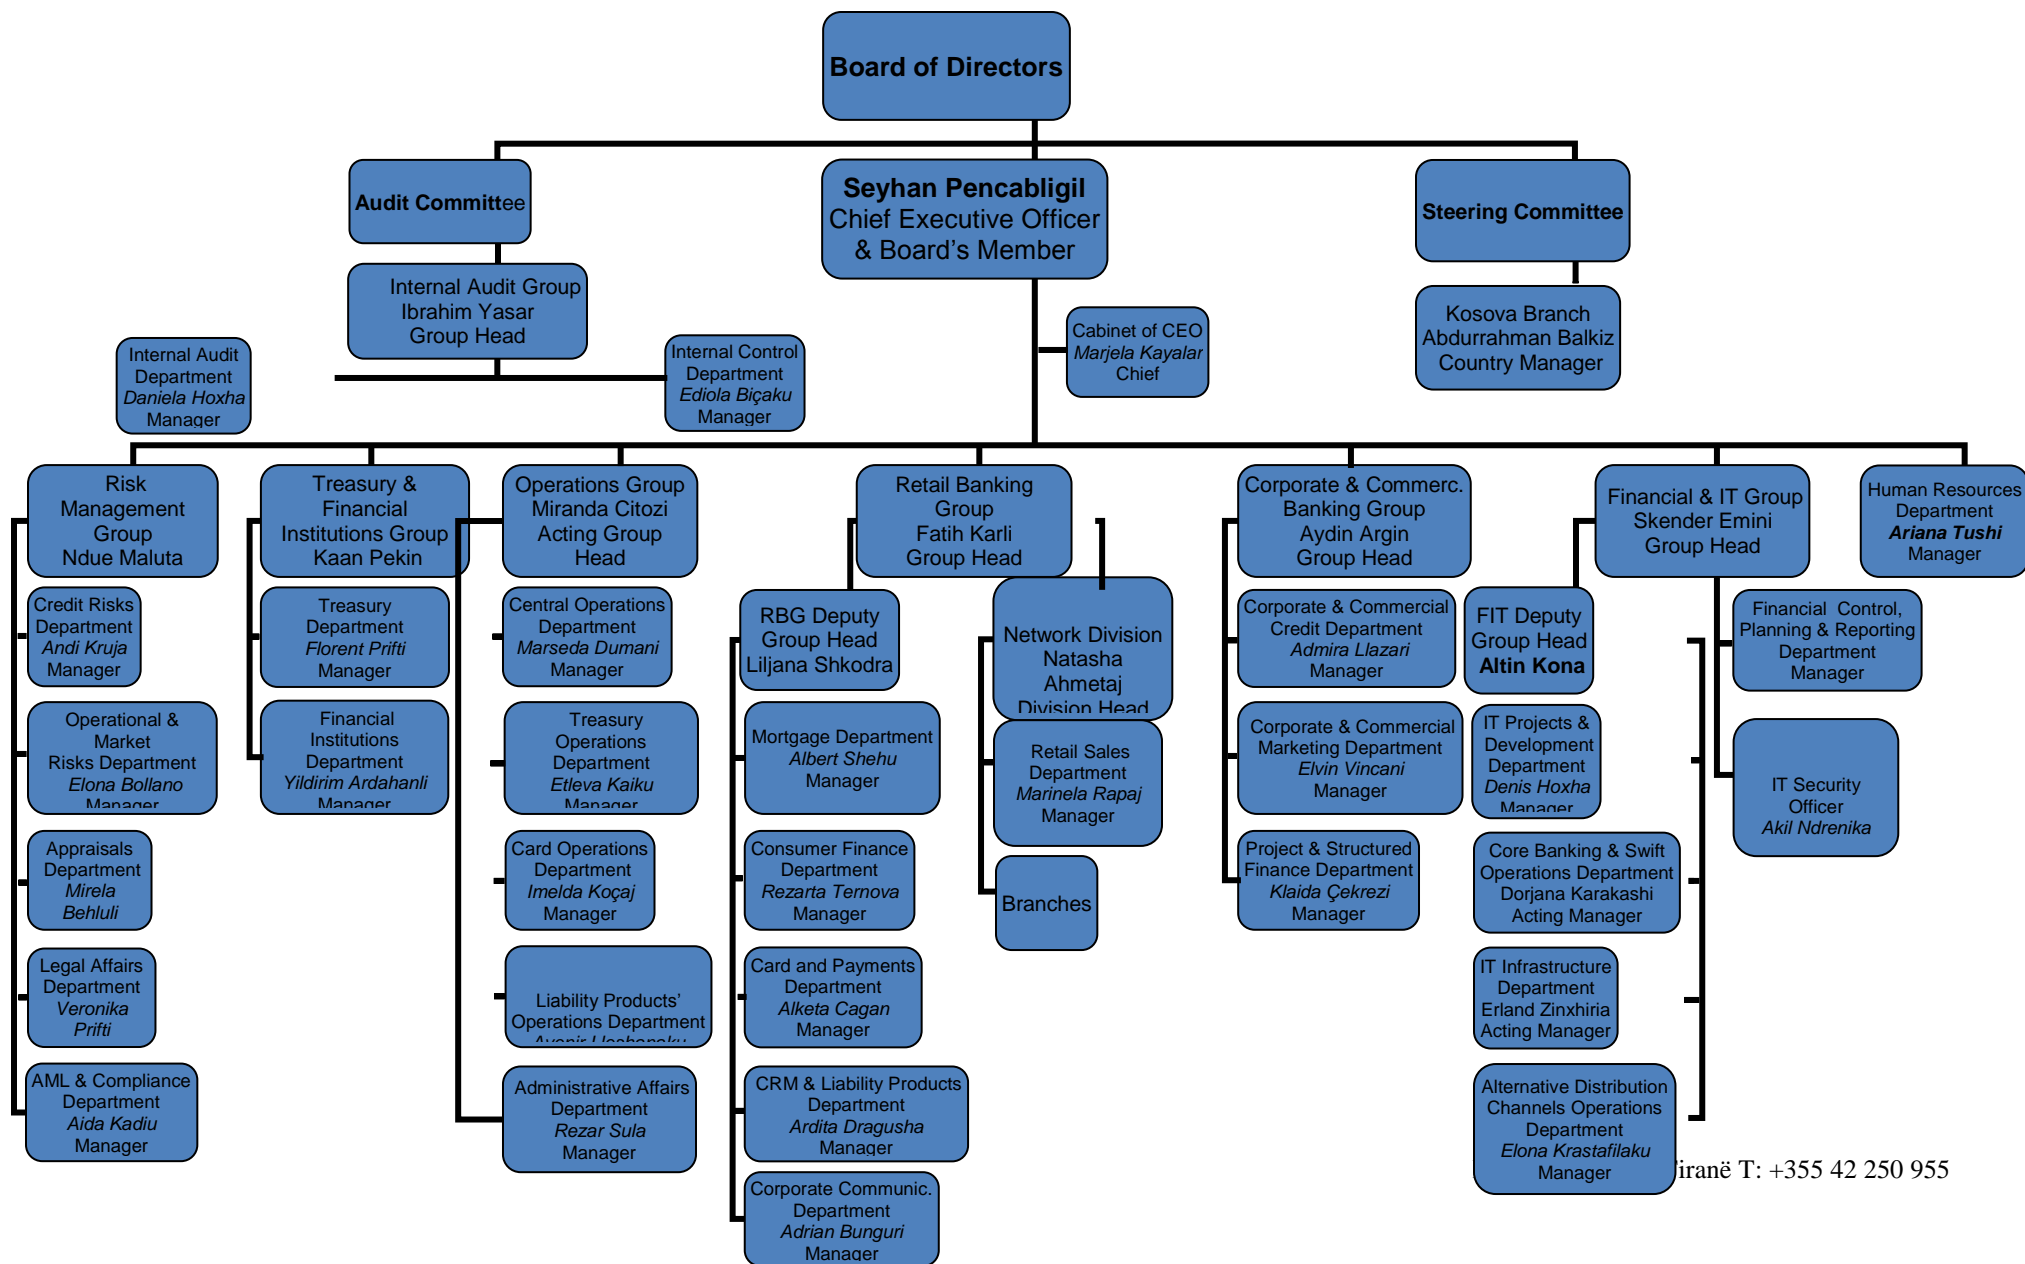 Board of Directors
Audit Committee
Seyhan Pencabligil
Chief Executive Officer
& Board's Member
Steering Committee
Internal Audit Group
Ibrahim Yasar
Group Head
Kosova Branch
Abdurrahman Balkiz
Country Manager
Cabinet of CEO
Marjela Kayalar
Chief
Internal Audit
Department
Daniela Hoxha
Manager
Internal Control
Department
Ediola Biçaku
Manager
Risk
Management
Group
Ndue Maluta
Treasury &
Financial
Institutions Group
Kaan Pekin
Operations Group
Miranda Citozi
Acting Group
Head
Retail Banking
Group
Fatih Karli
Group Head
Corporate & Commerc.
Banking Group
Aydin Argin
Group Head
Financial & IT Group
Skender Emini
Group Head
Human Resources
Department
Ariana Tushi
Manager
Credit Risks
Department
Andi Kruja
Manager
Treasury
Department
Florent Prifti
Manager
Central Operations
Department
Marseda Dumani
Manager
RBG Deputy
Group Head
Liljana Shkodra
Network Division
Natasha
Ahmetaj
Division Head
Corporate & Commercial
Credit Department
Admira Llazari
Manager
FIT Deputy
Group Head
Altin Kona
Financial Control,
Planning & Reporting
Department
Manager
Operational &
Market
Risks Department
Elona Bollano
Manager
Financial
Institutions
Department
Yildirim Ardahanli
Manager
Treasury
Operations
Department
Etleva Kaiku
Manager
Mortgage Department
Albert Shehu
Manager
Retail Sales
Department
Marinela Rapaj
Manager
Corporate & Commercial
Marketing Department
Elvin Vincani
Manager
IT Projects &
Development
Department
Denis Hoxha
Manager
IT Security
Officer
Akil Ndrenika
Appraisals
Department
Mirela
Behluli
Card Operations
Department
Imelda Koçaj
Manager
Consumer Finance
Department
Rezarta Ternova
Manager
Branches
Project & Structured
Finance Department
Klaida Çekrezi
Manager
Core Banking & Swift
Operations Department
Dorjana Karakashi
Acting Manager
Legal Affairs
Department
Veronika
Prifti
Liability Products'
Operations Department
Card and Payments
Department
Alketa Cagan
Manager
IT Infrastructure
Department
Erland Zinxhiria
Acting Manager
AML & Compliance
Department
Aida Kadiu
Manager
Administrative Affairs
Department
Rezar Sula
Manager
CRM & Liability Products
Department
Ardita Dragusha
Manager
Alternative Distribution
Channels Operations
Department
Elona Krastafilaku
Manager
Corporate Communic.
Department
Adrian Bunguri
Manager
iranë T: +355 42 250 955